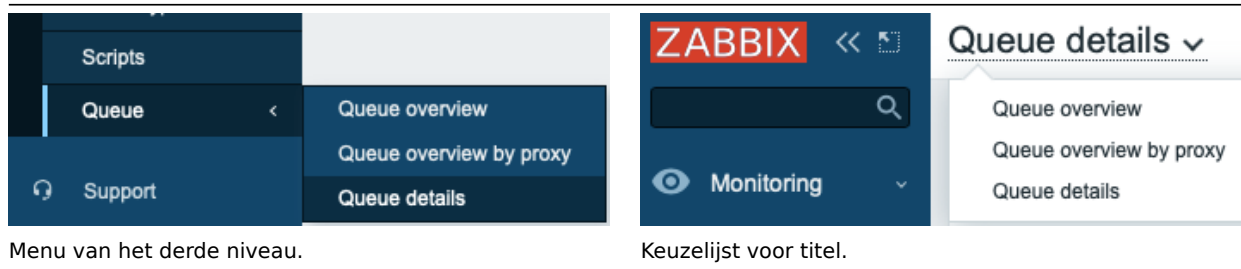 Scripts
Queue
Queue overview
Queue overview by proxy
Support
Queue details
Menu van het derde niveau.
ZABBIX
Queue details
Queue overview
Queue overview by proxy
Monitoring
Queue details
Keuzelijst voor titel.